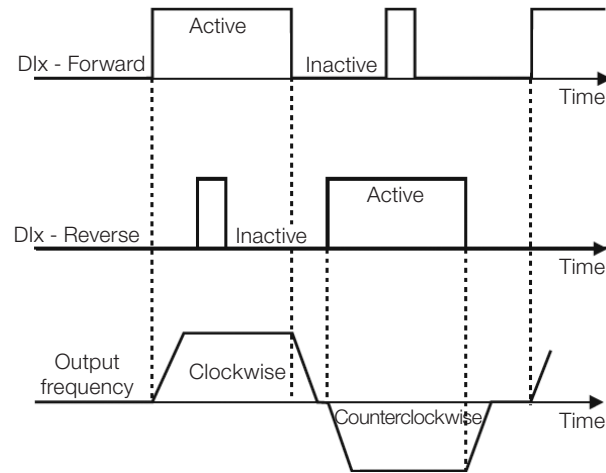 Active
DIx - Forward
Inactive
Time
Active
DIx - Reverse
Inactive
Time
Output
frequency
Clockwise
Counterclockwise
Time